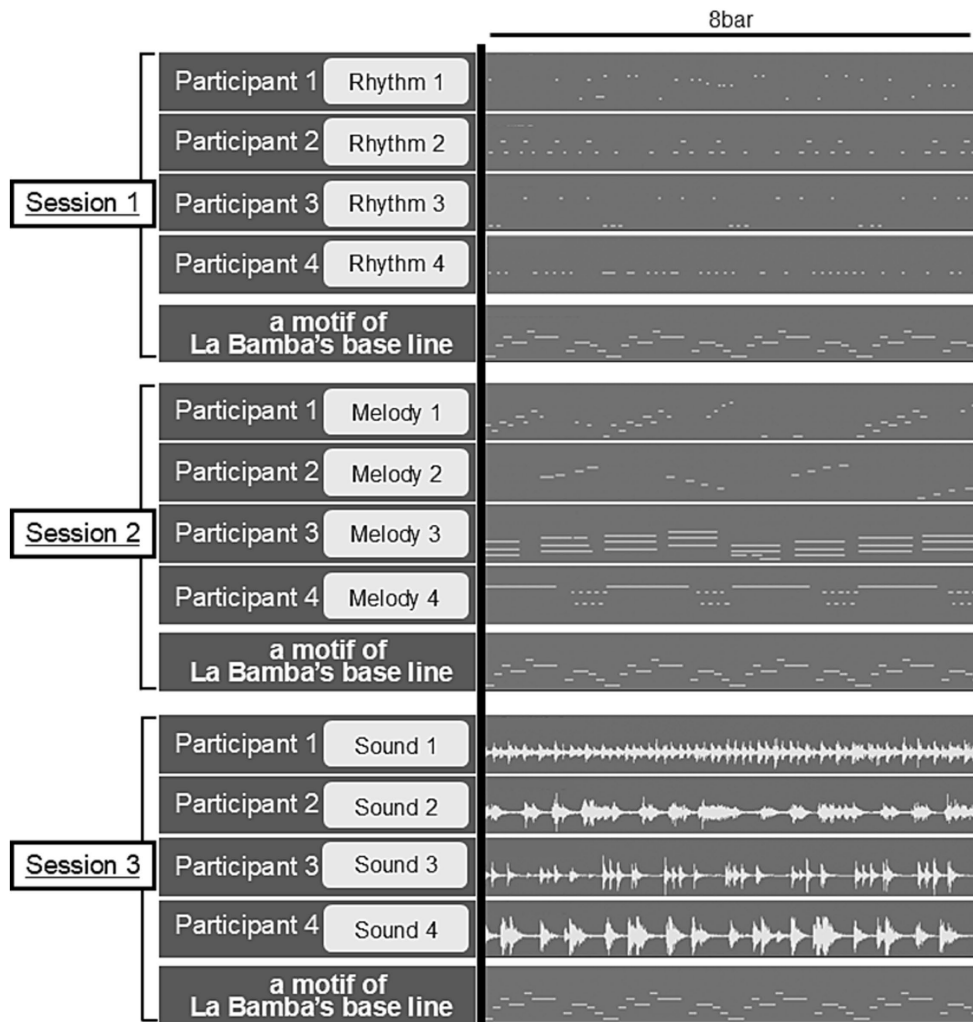 8bar
Session 1
Participant 1 Rhythm 1
Participant 2 Rhythm 2
Participant 3 Rhythm 3
Participant 4 Rhythm 4
a motif of
La Bamba's base line
Session 2
Participant 1 Melody 1
Participant 2 Melody 2
Participant 3 Melody 3
Participant 4 Melody 4
a motif of
La Bamba's base line
Session 3
Participant 1 Sound 1
Participant 2 Sound 2
Participant 3 Sound 3
Participant 4 Sound 4
a motif of
La Bamba's base line